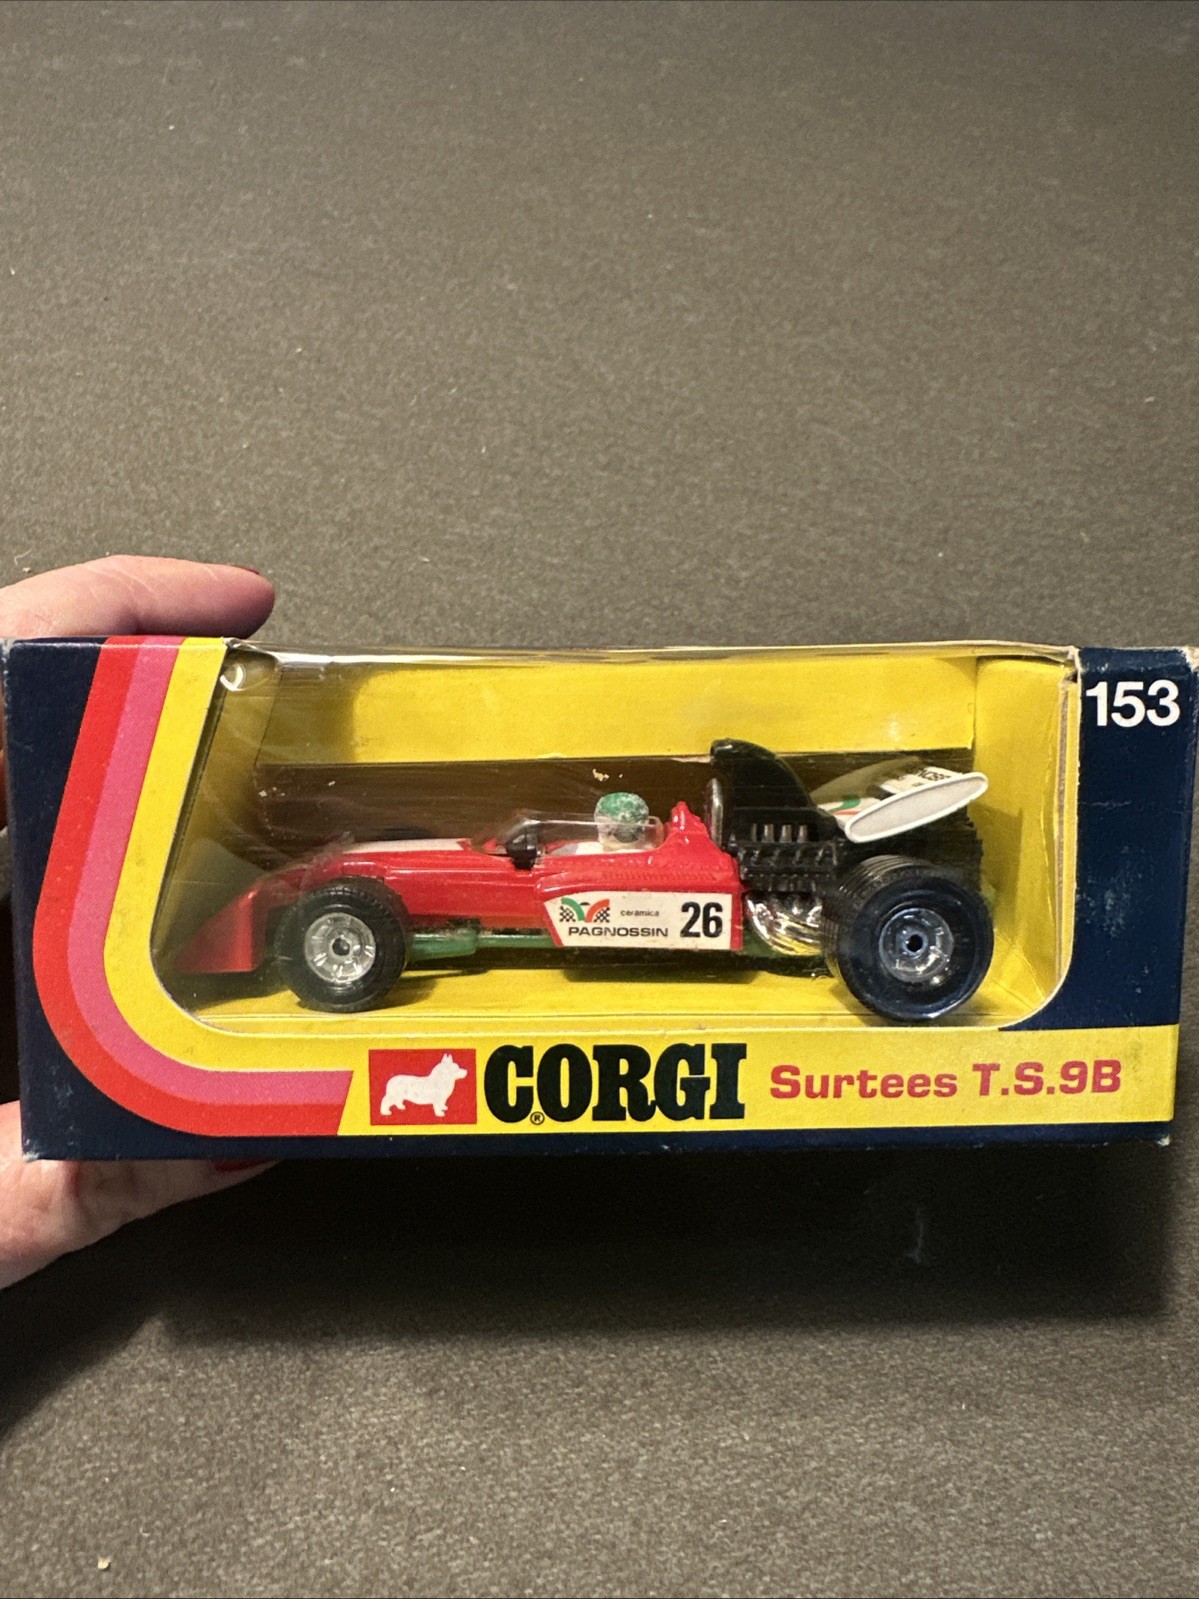 153
ceramica
PAGNOSSIN 26
CORGI®
Surtees T.S.9B